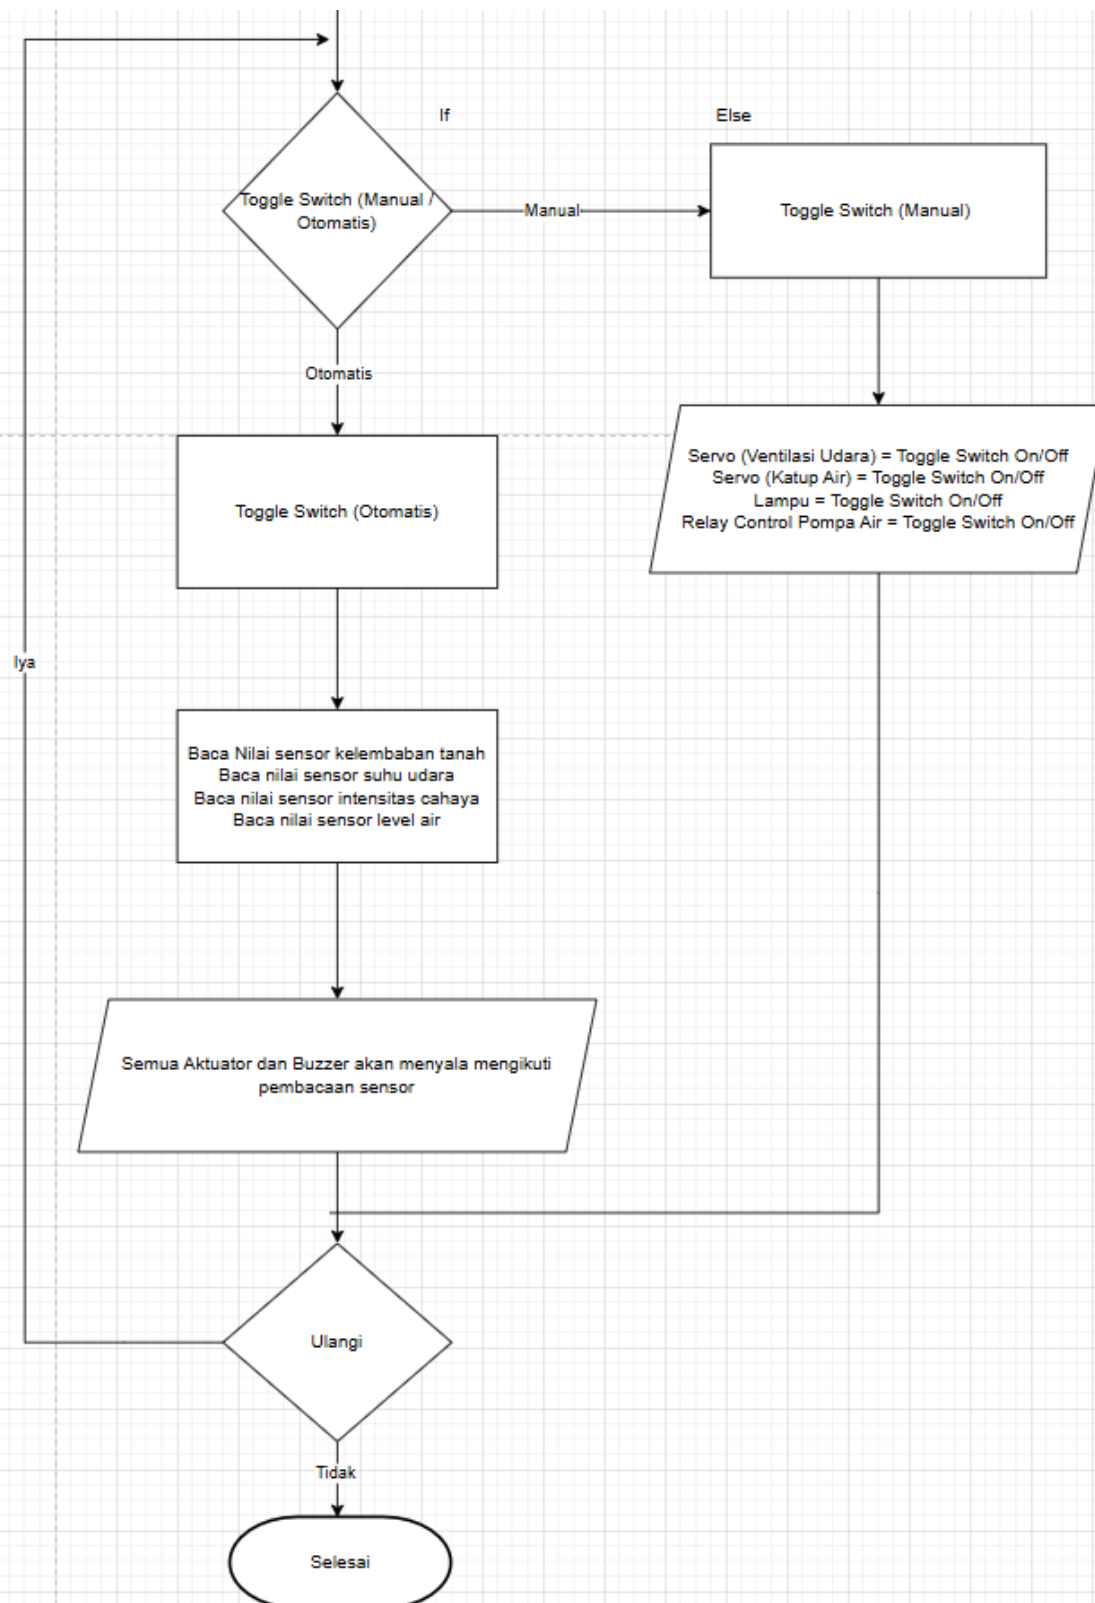 If
Else
Toggle Switch (Manual /
Otomatis)
Manual
Toggle Switch (Manual)
Otomatis
Servo (Ventilasi Udara) = Toggle Switch On/Off
Servo (Katup Air) = Toggle Switch On/Off
Lampu = Toggle Switch On/Off
Relay Control Pompa Air = Toggle Switch On/Off
Toggle Switch (Otomatis)
Iya
Baca Nilai sensor kelembaban tanah
Baca nilai sensor suhu udara
Baca nilai sensor intensitas cahaya
Baca nilai sensor level air
Semua Aktuator dan Buzzer akan menyala mengikuti
pembacaan sensor
Ulangi
Tidak
Selesai